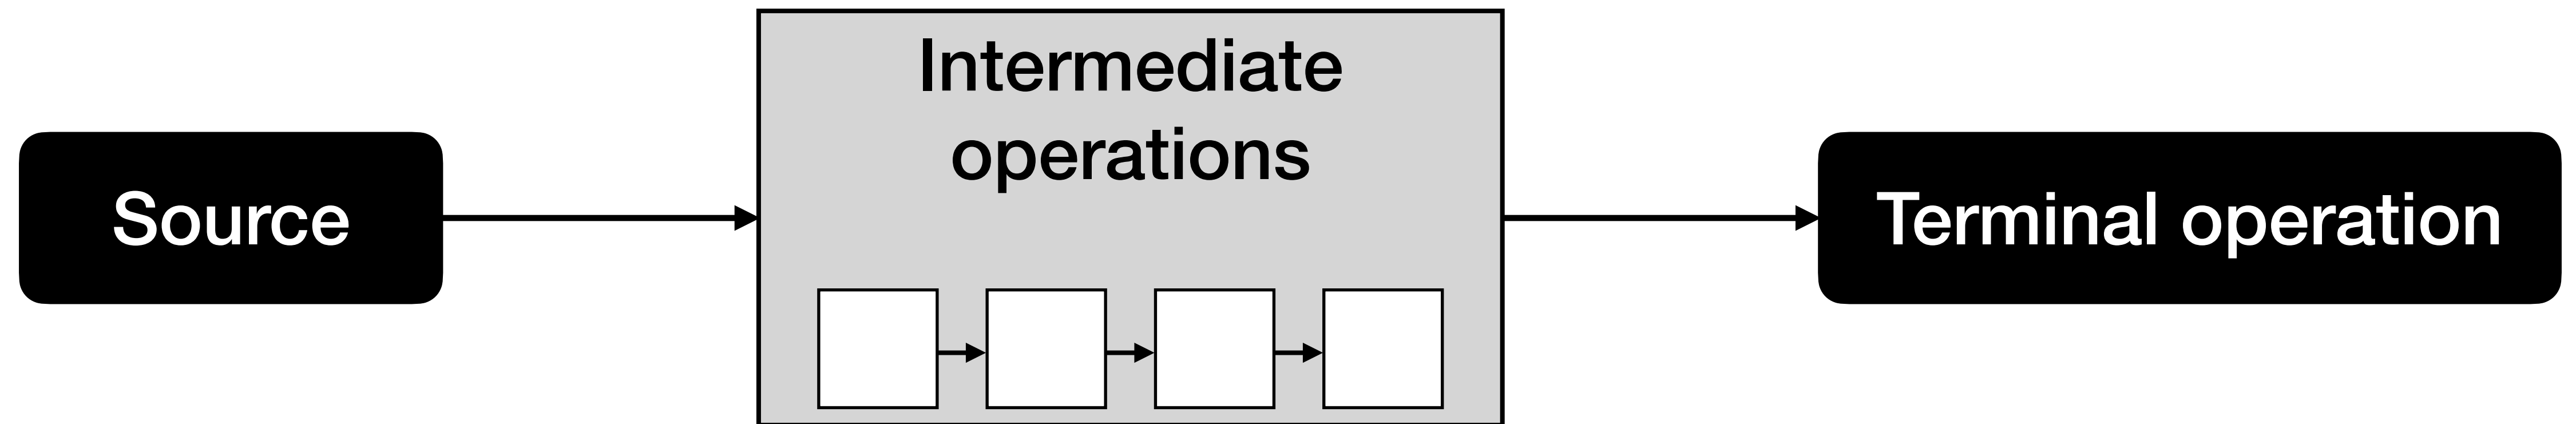 Intermediate
operations
Source
Terminal operation